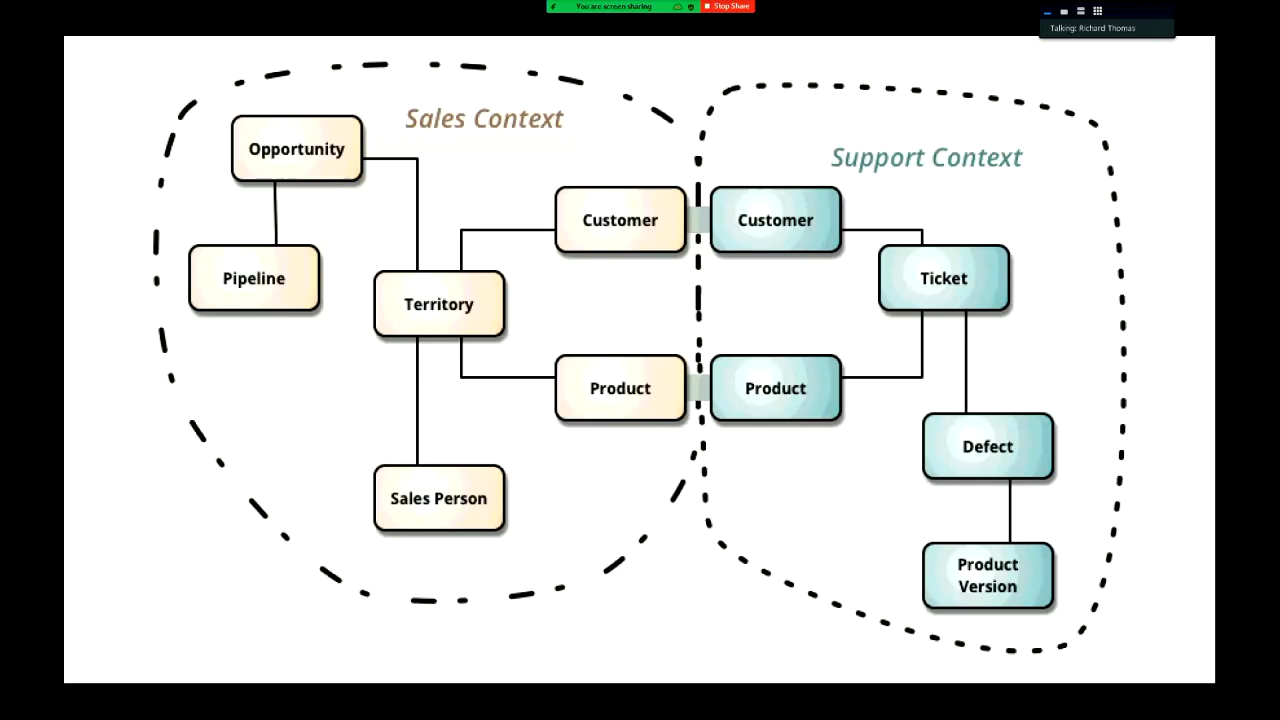 You are screen sharing
Stop Share
Talking: Richard Thomas
Sales Context
Support Context
Opportunity
Customer
Customer
Pipeline
Territory
Ticket
Product
Product
Defect
Sales Person
Product
Version